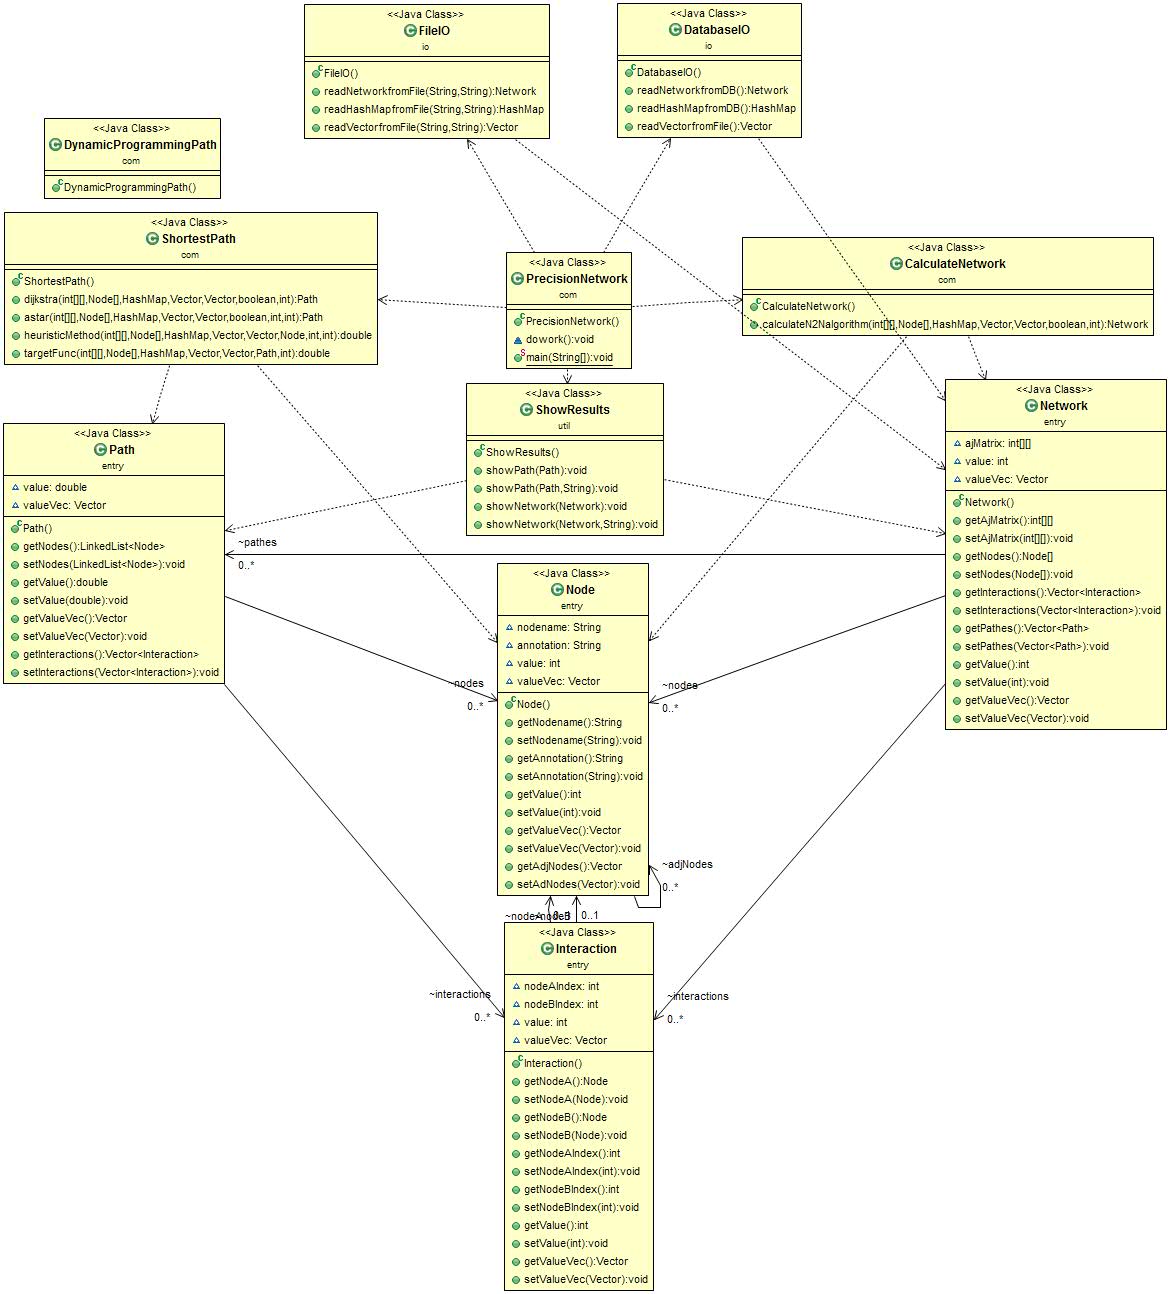 <<Java Class>>
FileIO
io
FileIO()
readNetworkfromFile(String,String):Network
readHashMapfromFile(String,String):HashMap
readVectorfromFile(String,String):Vector
<<Java Class>>
DatabaseIO
io
DatabaseIO()
readNetworkfromDB():Network
readHashMapfromDB():HashMap
readVectorfromFile():Vector
<<Java Class>>
DynamicProgrammingPath
com
DynamicProgrammingPath()
<<Java Class>>
ShortestPath
com
ShortestPath()
dijkstra(int[][],Node[],HashMap,Vector,Vector,boolean,int):Path
astar(int[][],Node[],HashMap,Vector,Vector,boolean,int,int):Path
heuristicMethod(int[][],Node[],HashMap,Vector,Vector,Node,int,int):double
targetFunc(int[][],Node[],HashMap,Vector,Vector,Path,int):double
<<Java Class>>
PrecisionNetwork
com
PrecisionNetwork()
dowork():void
main(String[]):void
<<Java Class>>
CalculateNetwork
com
CalculateNetwork()
calculateN2Nalgorithm(int[][],Node[],HashMap,Vector,Vector,boolean,int):Network
<<Java Class>>
ShowResults
util
ShowResults()
showPath(Path):void
showPath(Path,String):void
showNetwork(Network):void
showNetwork(Network,String):void
<<Java Class>>
Path
entry
value: double
valueVec: Vector
Path()
getNodes():LinkedList<Node>
setNodes(LinkedList<Node>):void
getValue():double
setValue(double):void
getValueVec():Vector
setValueVec(Vector):void
getInteractions():Vector<Interaction>
setInteractions(Vector<Interaction>):void
<<Java Class>>
Network
entry
ajMatrix: int[][]
value: int
valueVec: Vector
Network()
getAjMatrix():int[][]
setAjMatrix(int[][]):void
getNodes():Node[]
setNodes(Node[]):void
getInteractions():Vector<Interaction>
setInteractions(Vector<Interaction>):void
getPathes():Vector<Path>
setPathes(Vector<Path>):void
getValue():int
setValue(int):void
getValueVec():Vector
setValueVec(Vector):void
~pathes
0..*
<<Java Class>>
Node
entry
nodename: String
annotation: String
value: int
valueVec: Vector
Node()
getNodename():String
setNodename(String):void
getAnnotation():String
setAnnotation(String):void
getValue():int
setValue(int):void
getValueVec():Vector
setValueVec(Vector):void
getAdjNodes():Vector
setAdNodes(Vector):void
~nodes
0..*
~nodes
0..*
~adjNodes
0..*
0..1
<<Java Class>>
Interaction
entry
nodeAIndex: int
nodeBIndex: int
value: int
valueVec: Vector
Interaction()
getNodeA():Node
setNodeA(Node):void
getNodeB():Node
setNodeB(Node):void
getNodeAIndex():int
setNodeAIndex(int):void
getNodeBIndex():int
setNodeBIndex(int):void
getValue():int
setValue(int):void
getValueVec():Vector
setValueVec(Vector):void
~interactions
0..*
~interactions
0..*